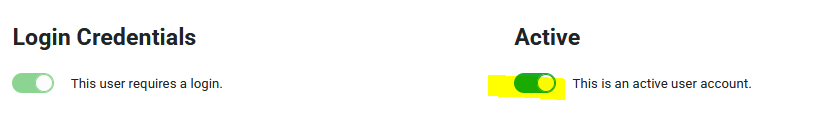 Login Credentials
Active
This user requires a login.
This is an active user account.